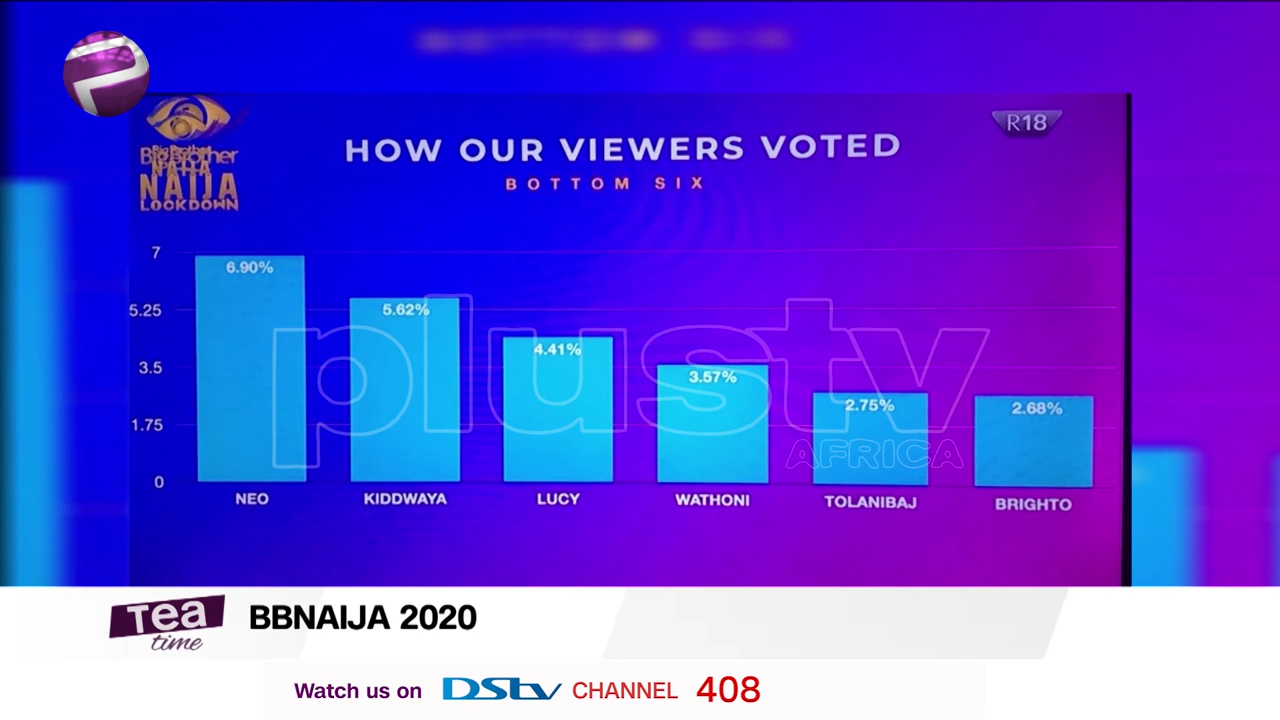 HOW OUR VIEWERS VOTED
BOTTOM SIX
R18
Big Brother
NAIJA
LOCKDOWN
7
5.25
3.5
1.75
0
6.90%
5.62%
4.41%
3.57%
2.75%
2.68%
NEO
KIDDWAYA
LUCY
WATHONI
TOLANIBAJ
BRIGHTO
plustv
AFRICA
Tea
time
BBNAIJA 2020
Watch us on DStv CHANNEL 408